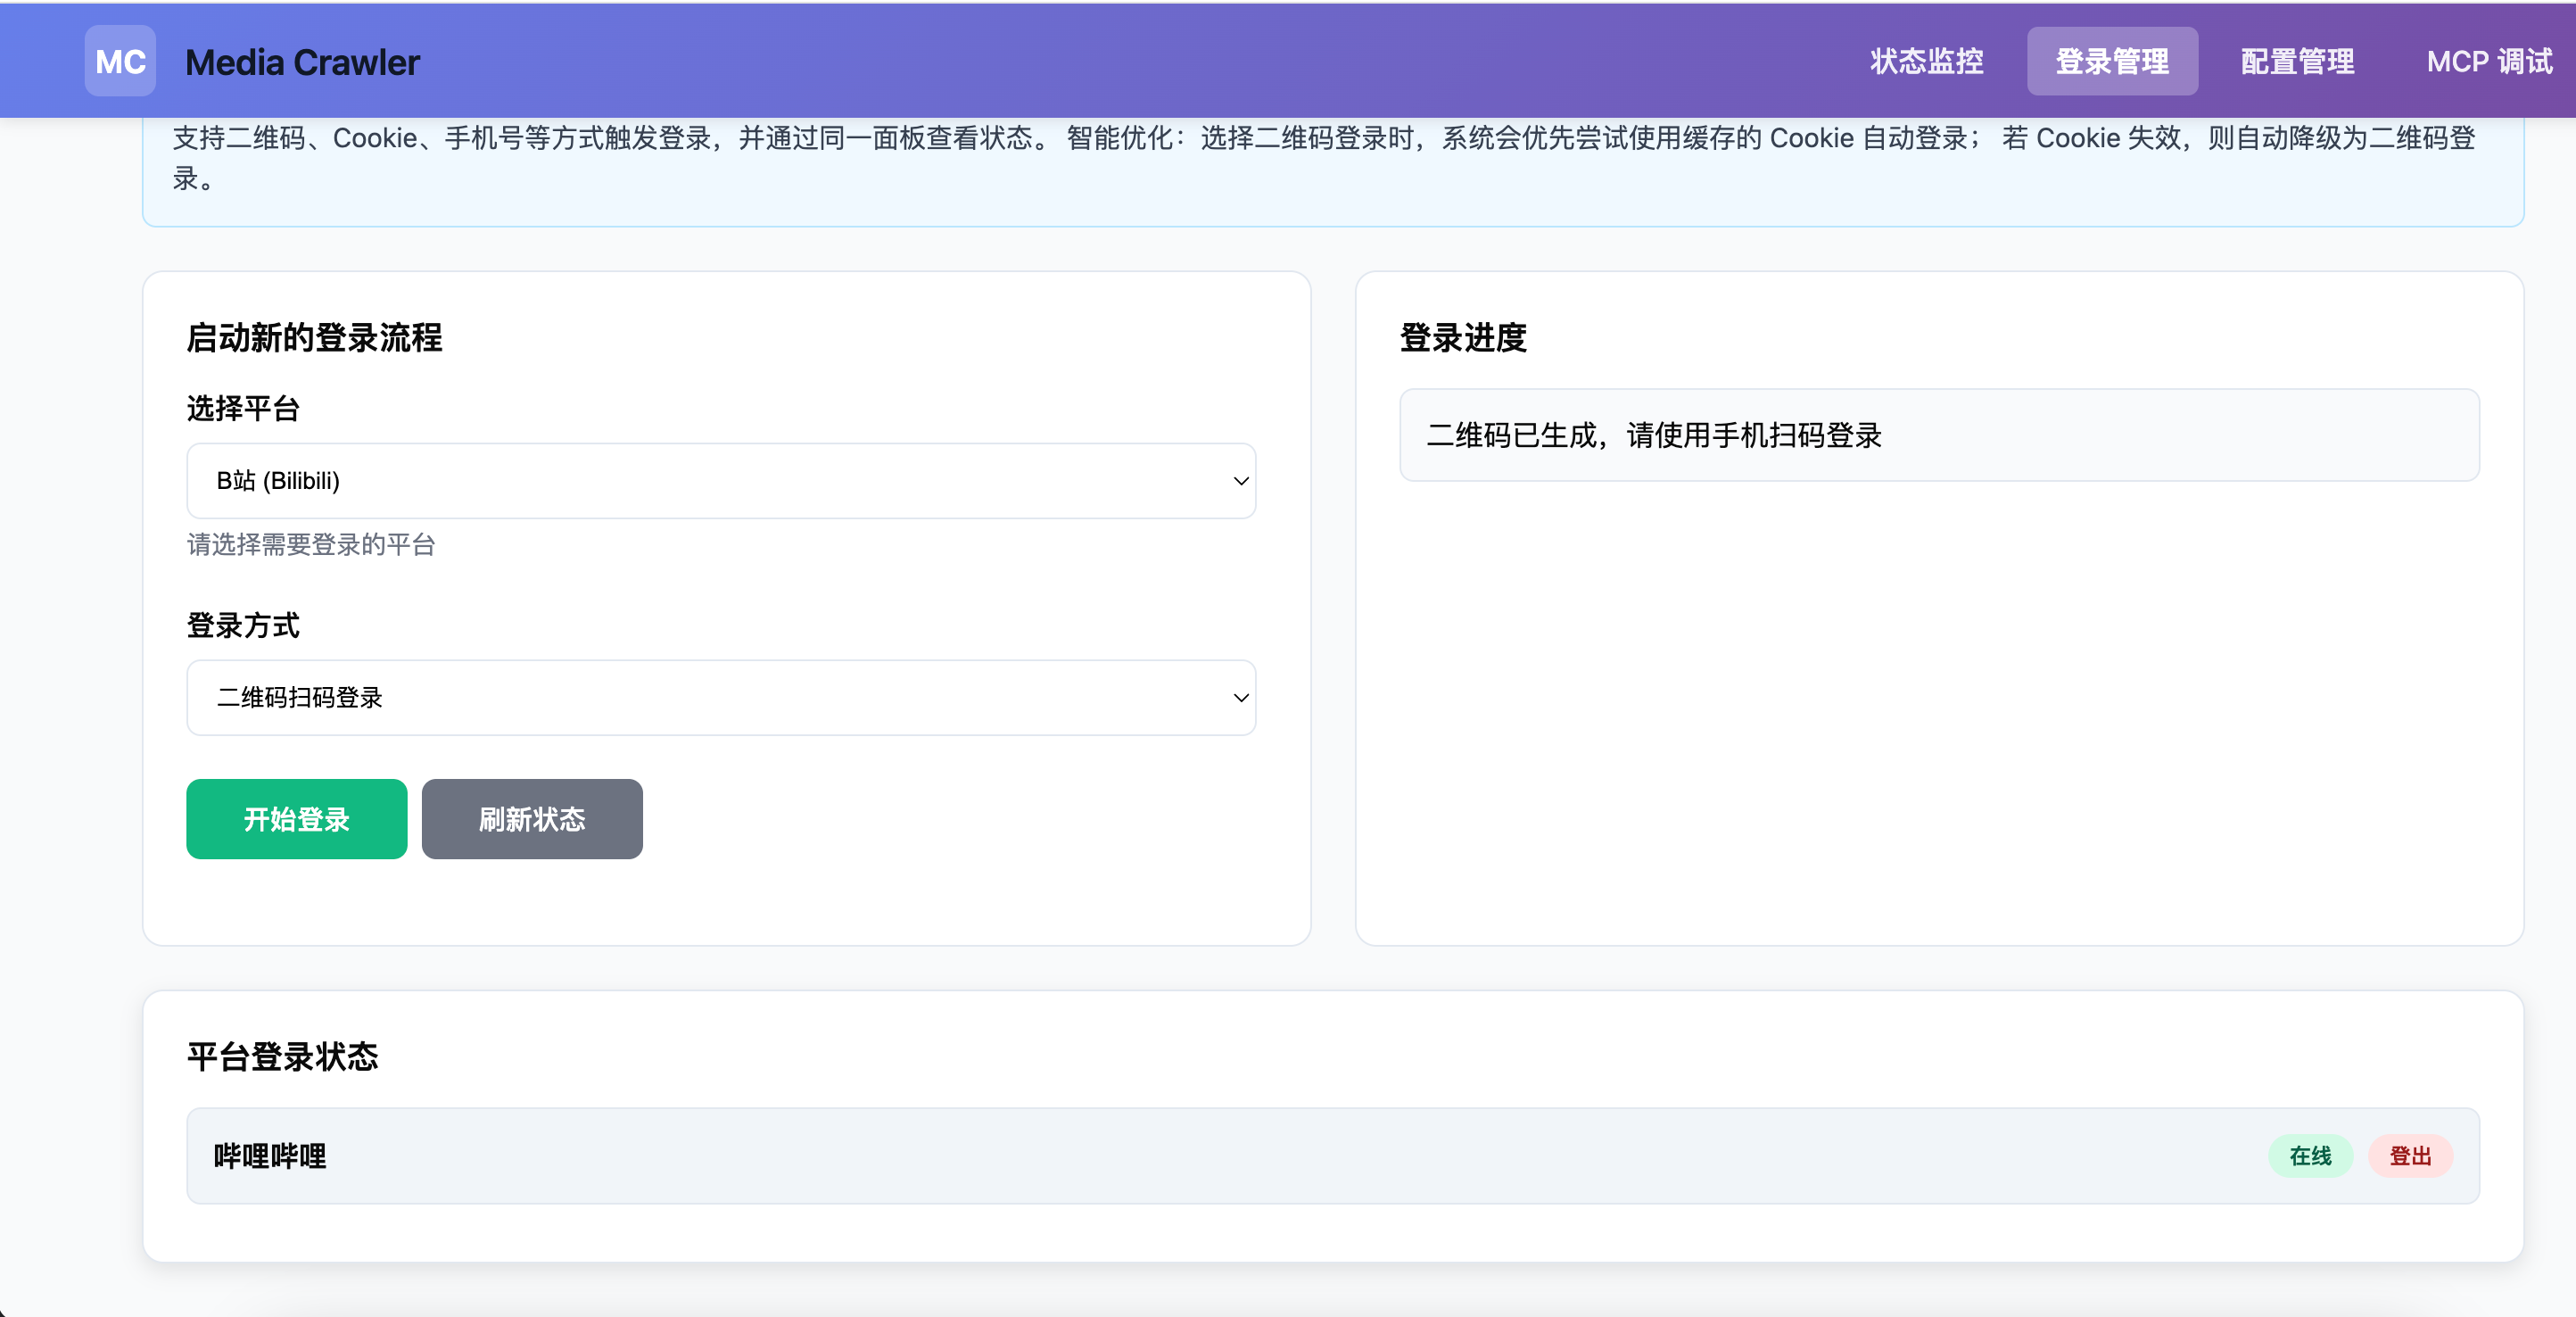 MC
Media Crawler
状态监控
登录管理
配置管理
MCP 调试
支持二维码、Cookie、手机号等方式触发登录，并通过同一面板查看状态。 智能优化：选择二维码登录时，系统会优先尝试使用缓存的 Cookie 自动登录； 若 Cookie 失效，则自动降级为二维码登
录。
启动新的登录流程
选择平台
B站 (Bilibili)
请选择需要登录的平台
登录方式
二维码扫码登录
开始登录
刷新状态
登录进度
二维码已生成，请使用手机扫码登录
平台登录状态
哔哩哔哩
在线
登出